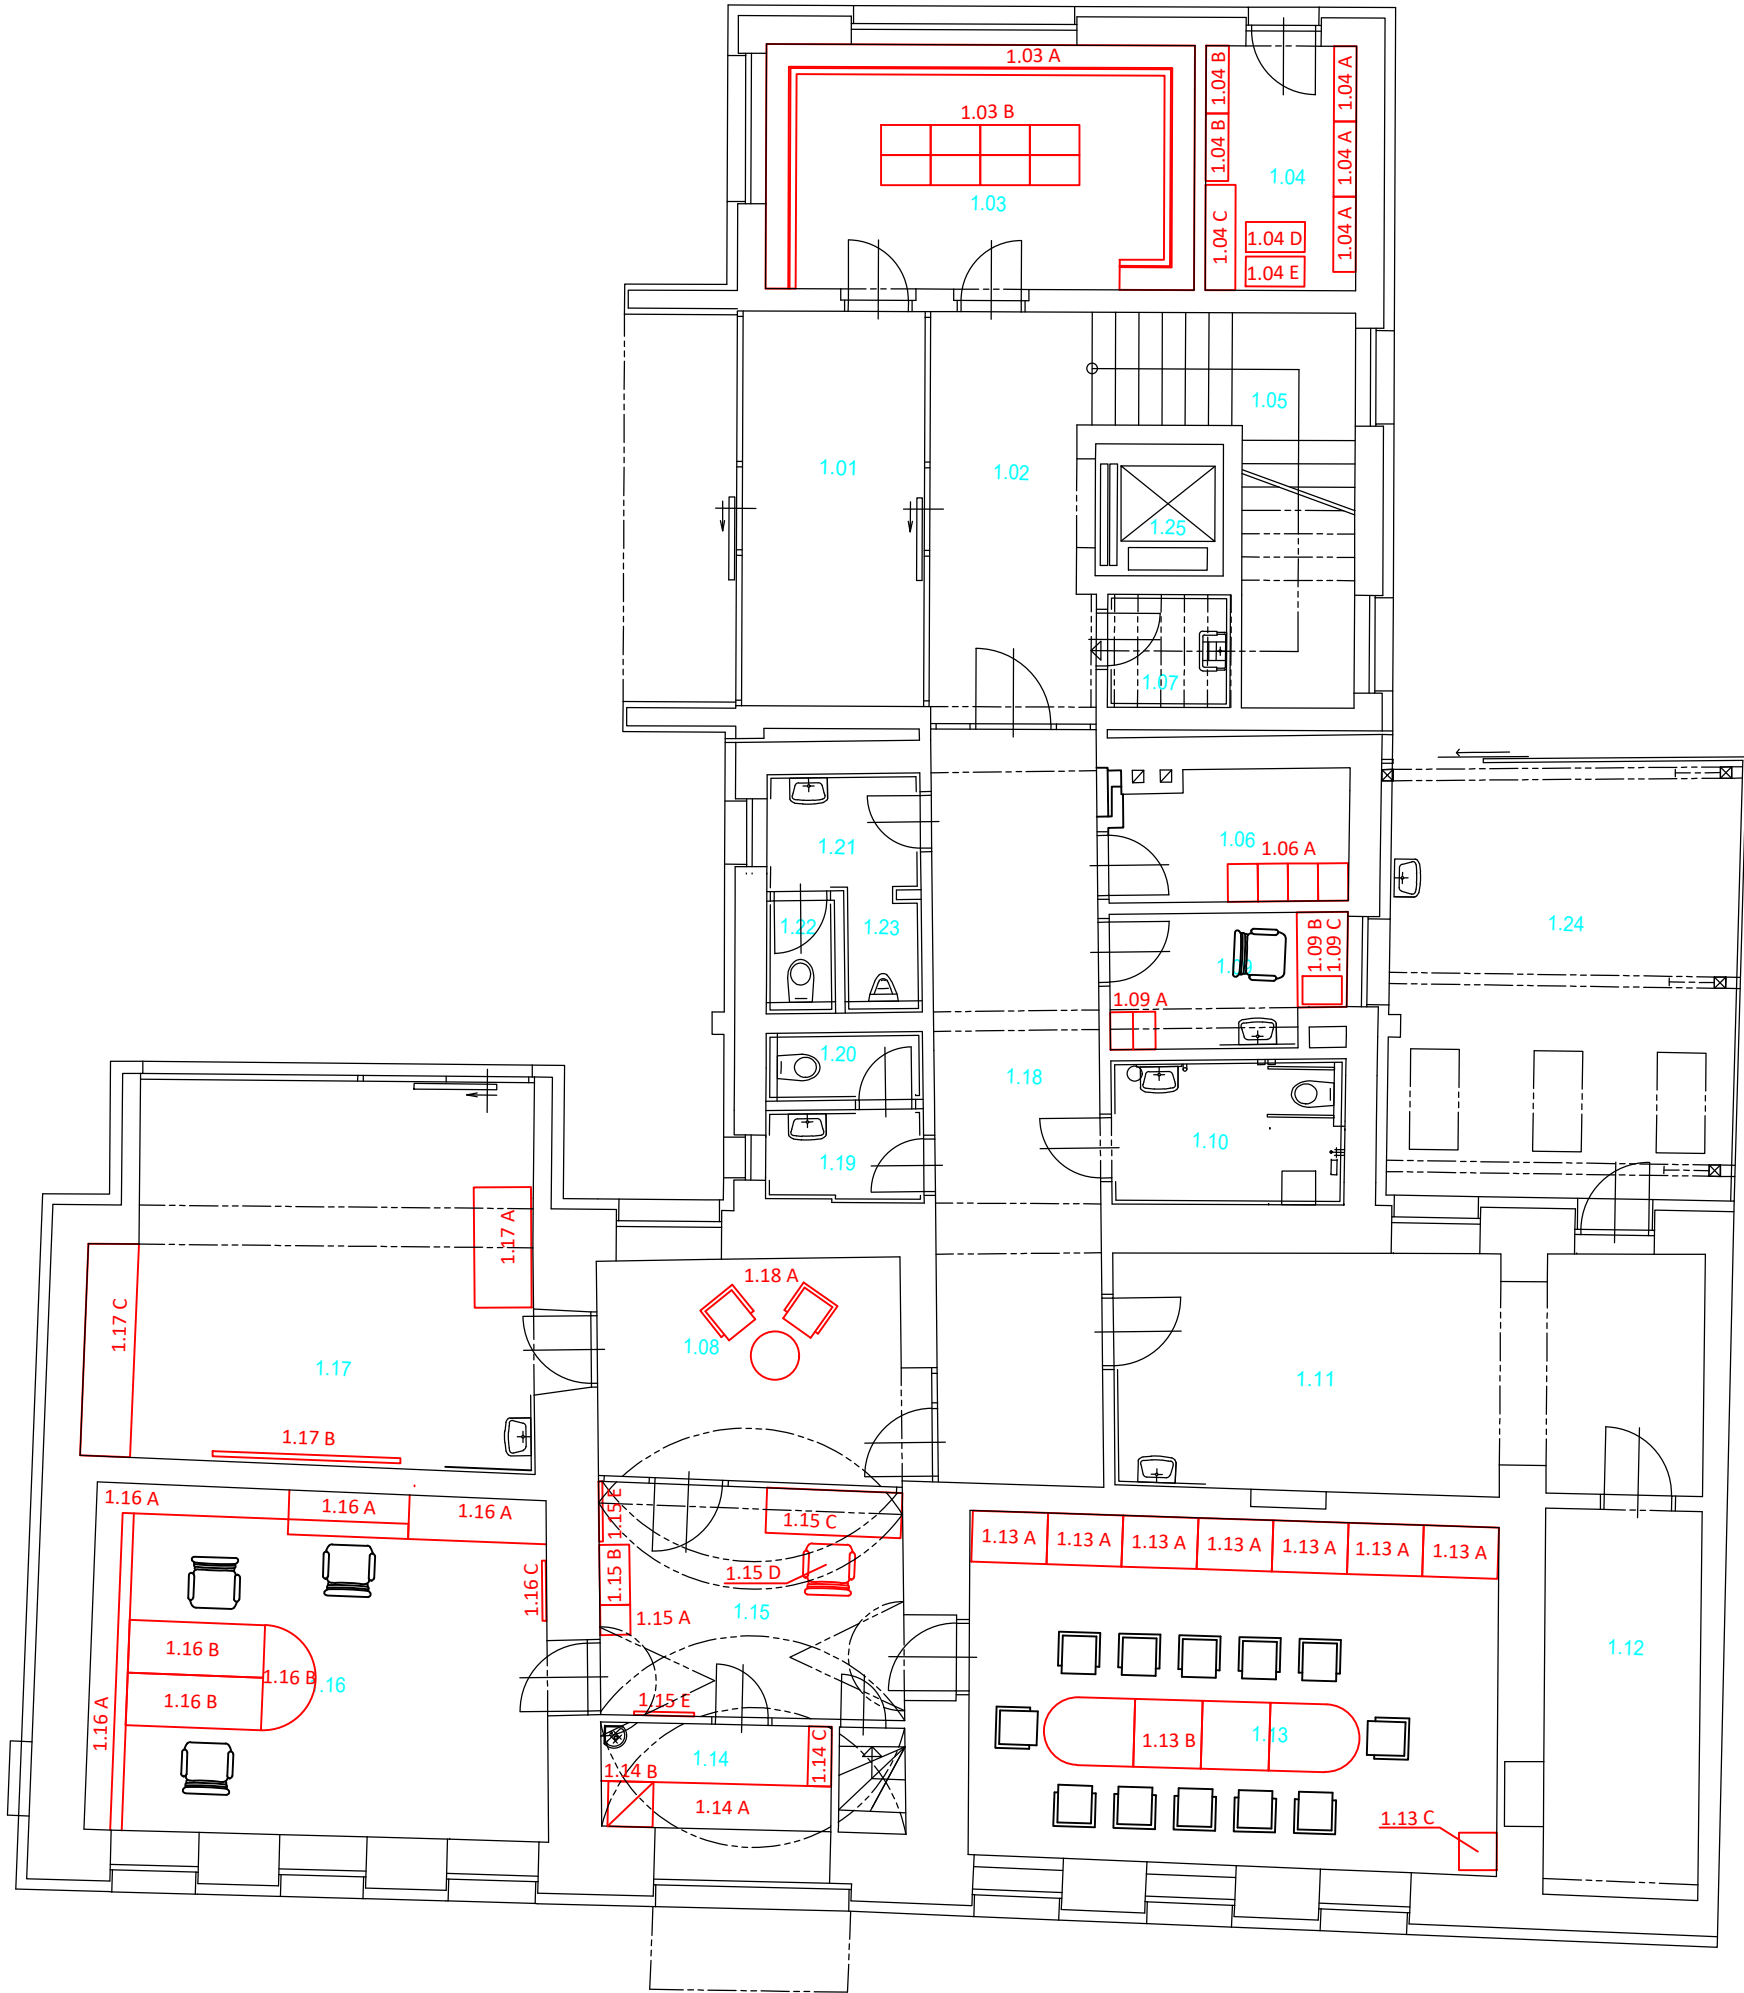 1.03 A
1.04 B
1.04 A
1.03 B
1.04 B
1.04 A
1.04
1.03
1.04 C
1.04 D
1.04 A
1.04 E
1.05
1.01
1.02
1.25
1.07
1.06
1.21
1.06 A
1.22
1.23
1.24
1.09 B
1.09 C
1.09
1.09 A
1.20
1.18
1.10
1.19
1.17 A
1.18 A
1.17 C
1.08
1.17
1.11
1.17 B
1.16 A
1.16 A
1.16 A
1.15 E
1.15 C
1.13 A
1.13 A
1.13 A
1.13 A
1.13 A
1.13 A
1.13 A
1.16 C
1.15 B
1.15 D
1.15 A
1.15
1.16 B
1.16 B
1.16
1.16 B
1.12
1.16 A
1.15 E
1.13 B
1.13
1.14
1.14 C
1.14 B
1.14 A
1.13 C